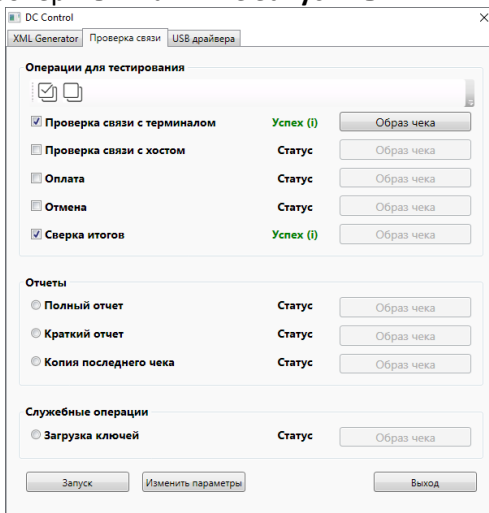 DC Control
XML Generator Проверка связи USB драйвера
Операции для тестирования
Проверка связи с терминалом Успех (i) Образ чека
Проверка связи с хостом Статус Образ чека
Оплата Статус Образ чека
Отмена Статус Образ чека
Сверка итогов Успех (i) Образ чека
Отчеты
Полный отчет Статус Образ чека
Краткий отчет Статус Образ чека
Копия последнего чека Статус Образ чека
Служебные операции
Загрузка ключей Статус Образ чека
Запуск Изменить параметры Выход